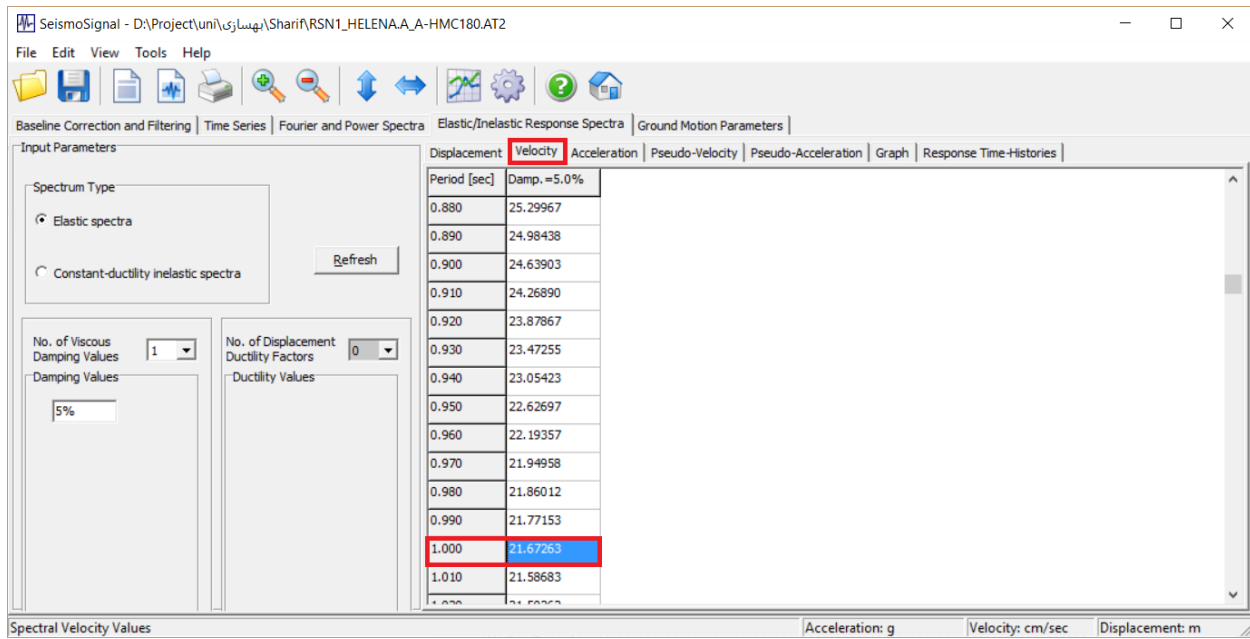 SeismoSignal - D:\Project\uni\بهسازی\Sharif\RSN1_HELENA.A_A-HMC180.AT2
File Edit View Tools Help
Baseline Correction and Filtering Time Series Fourier and Power Spectra Elastic/Inelastic Response Spectra Ground Motion Parameters
Input Parameters
Spectrum Type
Elastic spectra
Constant-ductility inelastic spectra
Refresh
No. of Viscous
Damping Values
1
No. of Displacement
Ductility Factors
0
Damping Values
5%
Ductility Values
Displacement Velocity Acceleration Pseudo-Velocity Pseudo-Acceleration Graph Response Time-Histories
Period [sec] Damp.=5.0%
0.880 25.29967
0.890 24.98438
0.900 24.63903
0.910 24.26890
0.920 23.87867
0.930 23.47255
0.940 23.05423
0.950 22.62697
0.960 22.19357
0.970 21.94958
0.980 21.86012
0.990 21.77153
1.000 21.67263
1.010 21.58683
Spectral Velocity Values Acceleration: g Velocity: cm/sec Displacement: m